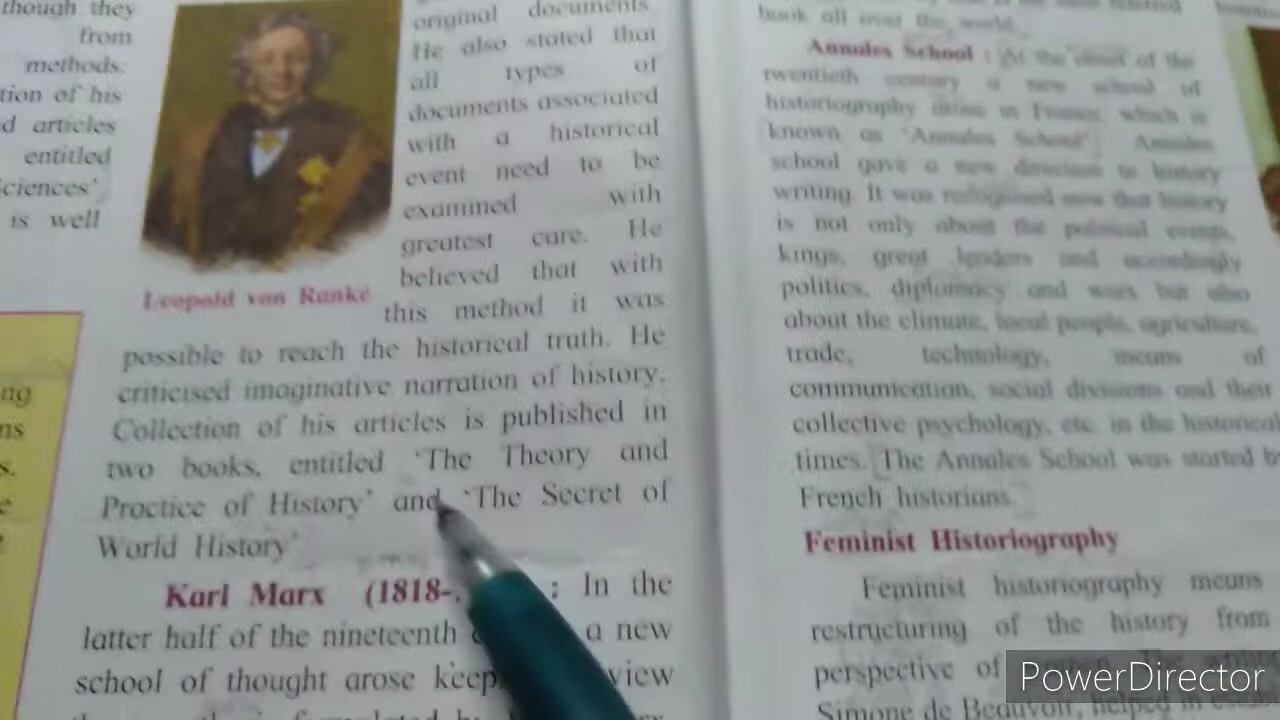 though they
from
methods.
tion of his
d articles
entitled
Sciences'
is well
ng
ns
s.
e
original documents
He also stated that
all types of
documents associated
with a historical
event need to be
examined with
greatest care. He
believed that with
Leopold von Ranké
this method it was
possible to reach the historical truth. He
criticised imaginative narration of history.
Collection of his articles is published in
two books, entitled 'The Theory and
Practice of History' and 'The Secret of
World History'
Karl Marx (1818- : In the
latter half of the nineteenth a new
school of thought arose keep view
book all over the world.
Annales School : At the onset of the
twentieth century a new school of
historiography arose in France, which is
known as 'Annales School'. Annales
school gave a new direction to history
writing. It was recognised now that history
is not only about the political events,
kings, great leaders and accordingly
politics, diplomacy and wars but also
about the climate, local people, agriculture,
trade, technology, means of
communication, social divisions and their
collective psychology, etc. in the historical
times. The Annales School was started by
French historians.
Feminist Historiography
Feminist historiography means
restructuring of the history from
perspective of
Simone de Beauvoir, helped in
PowerDirector